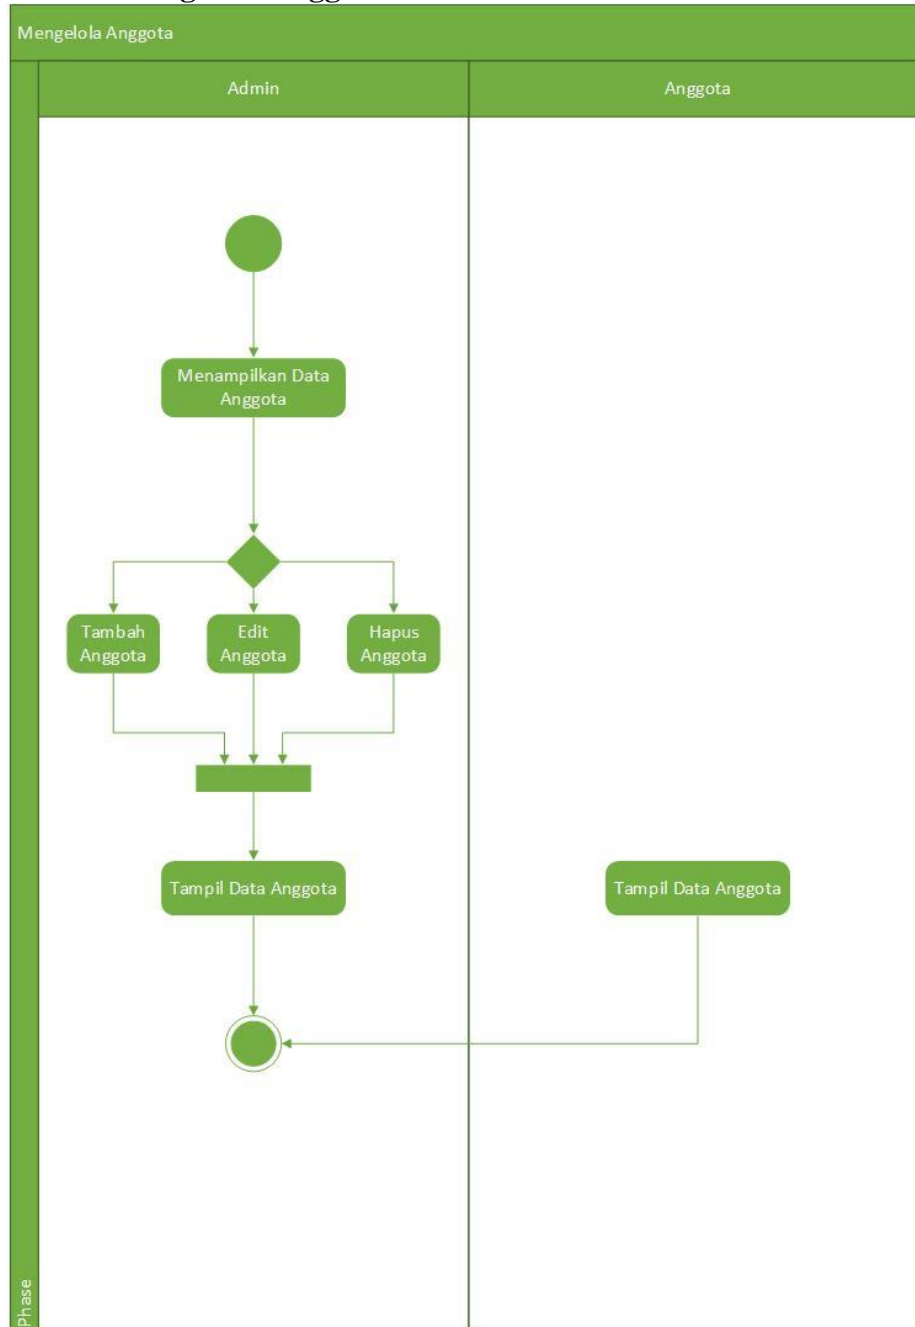 Mengelola Anggota
Admin
Anggota
Menampilkan Data
Anggota
Tambah
Anggota
Edit
Anggota
Hapus
Anggota
Tampil Data Anggota
Tampil Data Anggota
Phase